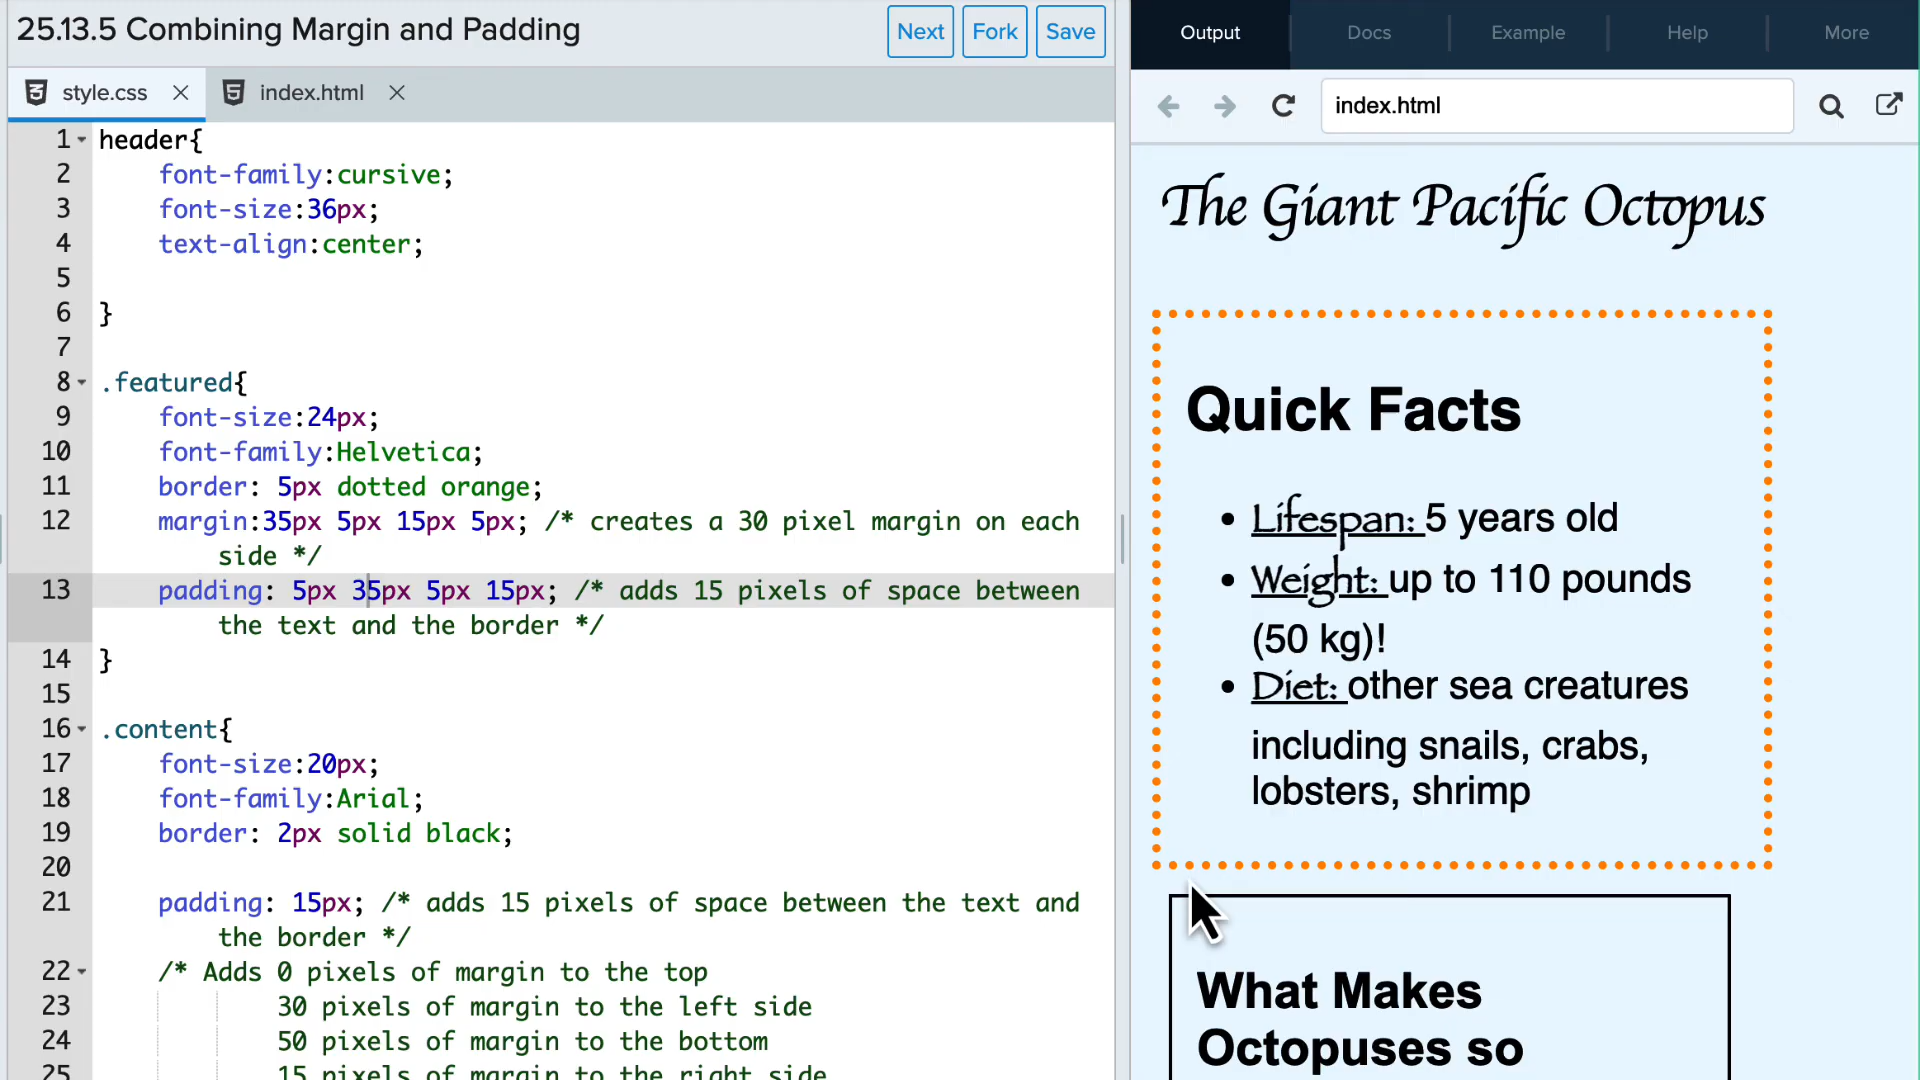 25.13.5 Combining Margin and Padding
Next
Fork
Save
style.css
index.html
1 header{
2 font-family:cursive;
3 font-size:36px;
4 text-align:center;
5
6 }
7
8 .featured{
9 font-size:24px;
10 font-family:Helvetica;
11 border: 5px dotted orange;
12 margin:35px 5px 15px 5px; /* creates a 30 pixel margin on each
side */
13 padding: 5px 35px 5px 15px; /* adds 15 pixels of space between
the text and the border */
14 }
15
16 .content{
17 font-size:20px;
18 font-family:Arial;
19 border: 2px solid black;
20
21 padding: 15px; /* adds 15 pixels of space between the text and
the border */
22 /* Adds 0 pixels of margin to the top
23 30 pixels of margin to the left side
24 50 pixels of margin to the bottom
25 15 pixels of margin to the right side
Output
Docs
Example
Help
More
index.html
The Giant Pacific Octopus
Quick Facts
• Lifespan: 5 years old
• Weight: up to 110 pounds
(50 kg)!
• Diet: other sea creatures
including snails, crabs,
lobsters, shrimp
What Makes
Octopuses so